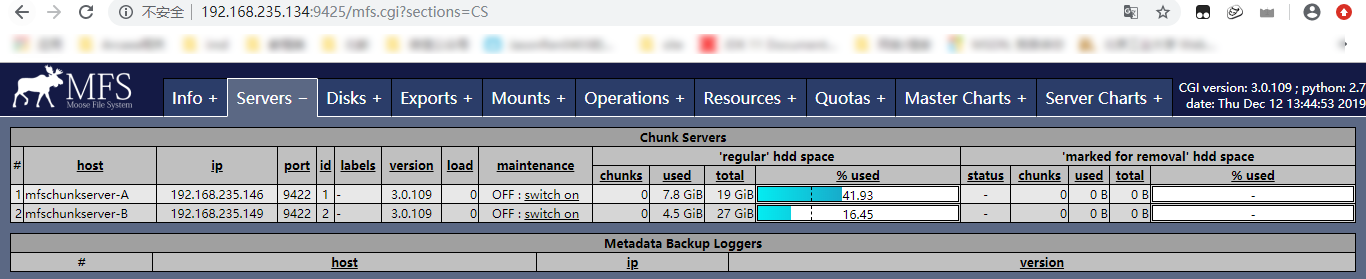 不安全 | 192.168.235.134:9425/mfs.cgi?sections=CS
MFS
Moose File System
Info + Servers − Disks + Exports + Mounts + Operations + Resources + Quotas + Master Charts + Server Charts +
CGI version: 3.0.109 ; python: 2.7
date: Thu Dec 12 13:44:53 2019
Chunk Servers
# host ip port id labels version load maintenance 'regular' hdd space 'marked for removal' hdd space
chunks used total % used status chunks used total % used
1 mfschunkserver-A 192.168.235.146 9422 1 - 3.0.109 0 OFF : switch on 0 7.8 GiB 19 GiB 41.93 - 0 0 B 0 B -
2 mfschunkserver-B 192.168.235.149 9422 2 - 3.0.109 0 OFF : switch on 0 4.5 GiB 27 GiB 16.45 - 0 0 B 0 B -
Metadata Backup Loggers
# host ip version